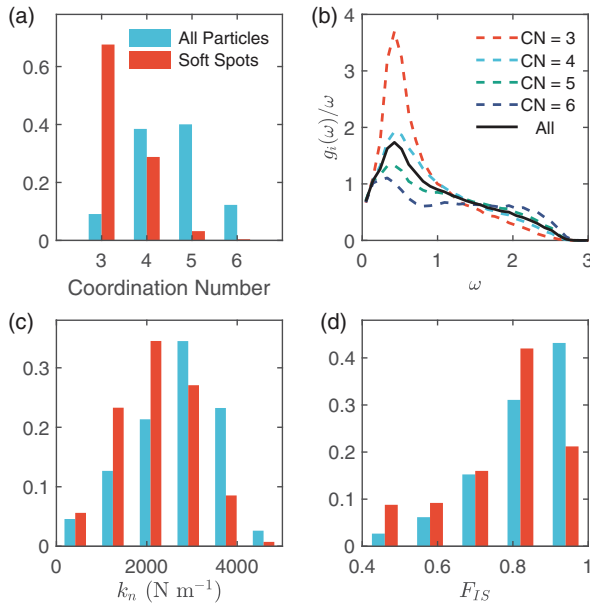 (a)
All Particles
Soft Spots
0.6
0.4
0.2
0
3 4 5 6
Coordination Number
(b)
CN = 3
CN = 4
CN = 5
CN = 6
All
4
3
2
1
0
g_i(ω)/ω
0 1 2 3
ω
(c)
0.3
0.2
0.1
0
0 2000 4000
k_n (N m⁻¹)
(d)
0.4
0.3
0.2
0.1
0
0.4 0.6 0.8 1
F_{IS}